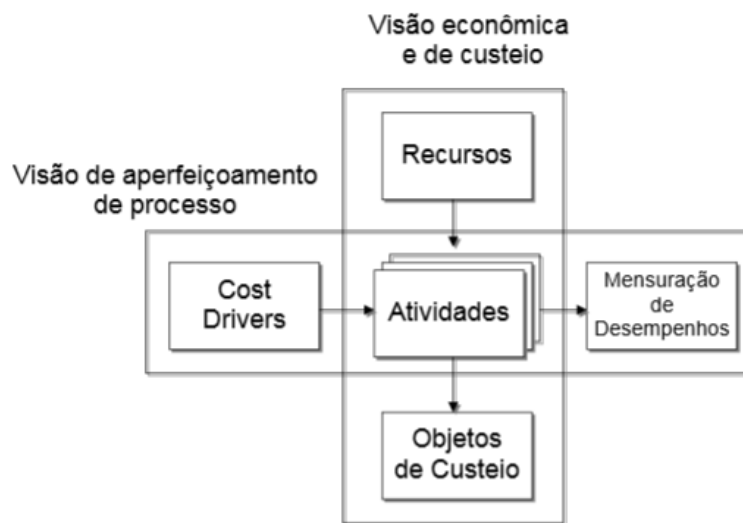 Visão econômica
e de custeio
Recursos
Visão de aperfeiçoamento
de processo
Cost
Drivers
Atividades
Mensuração
de
Desempenhos
Objetos
de Custeio